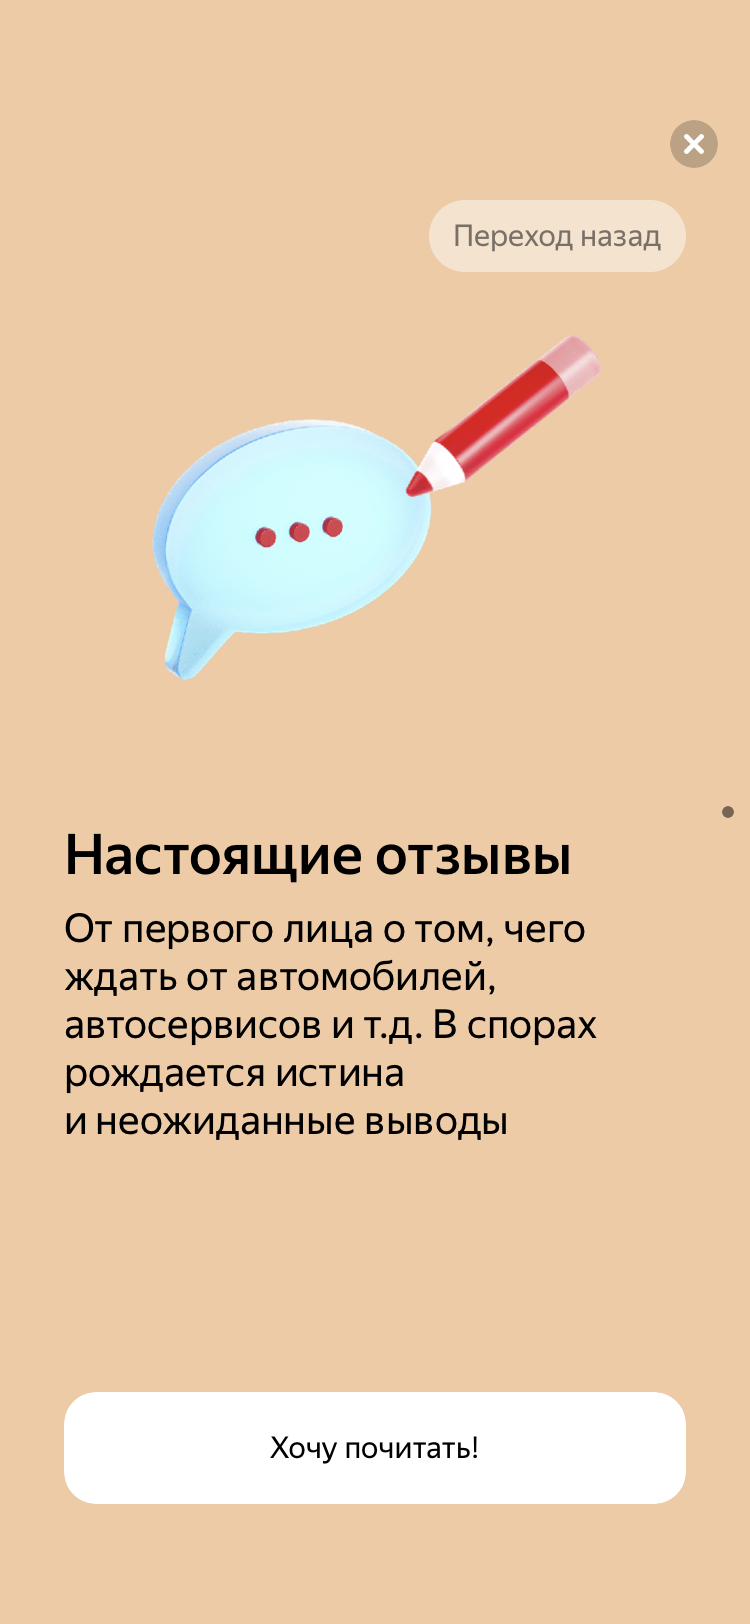 Переход назад
Настоящие отзывы
От первого лица о том, чего
ждать от автомобилей,
автосервисов и т.д. В спорах
рождается истина
и неожиданные выводы
Хочу почитать!